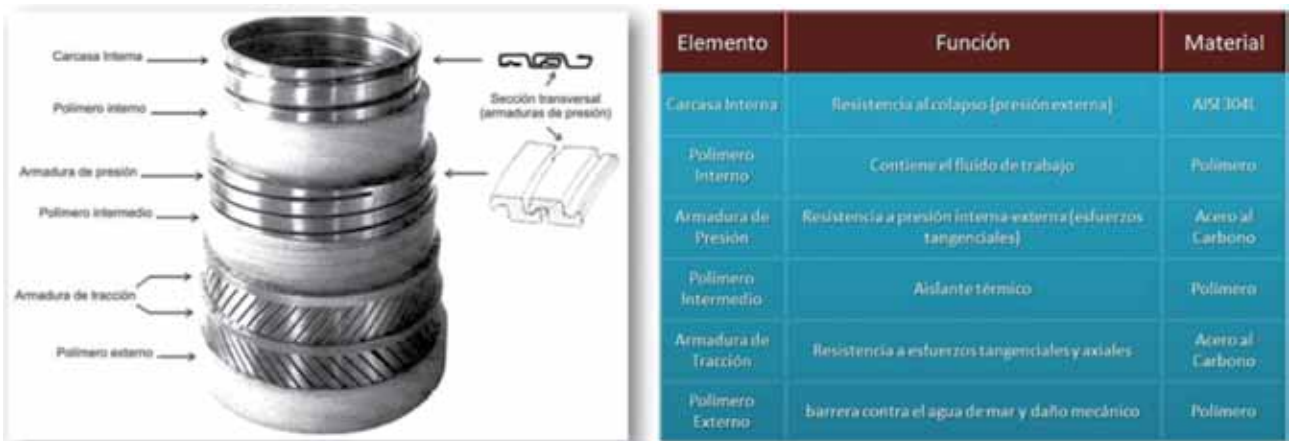 Carcasa Interna
Polímero interno
Armadura de presión
Polímero intermedio
Armadura de tracción
Polímero externo
Sección transversal
(armaduras de presión)
Elemento Función Material
Carcasa Interna Resistencia al colapso (presión externa) AISI 304L
Polímero
Interno
Contiene el fluido de trabajo
Polímero
Armadura de
Presión
Resistencia a presión interna-externa (esfuerzos
tangenciales)
Acero al
Carbono
Polímero
Intermedio
Aislante térmico
Polímero
Armadura de
Tracción
Resistencia a esfuerzos tangenciales y axiales
Acero al
Carbono
Polímero
Externo
barrera contra el agua de mar y daño mecánico
Polímero